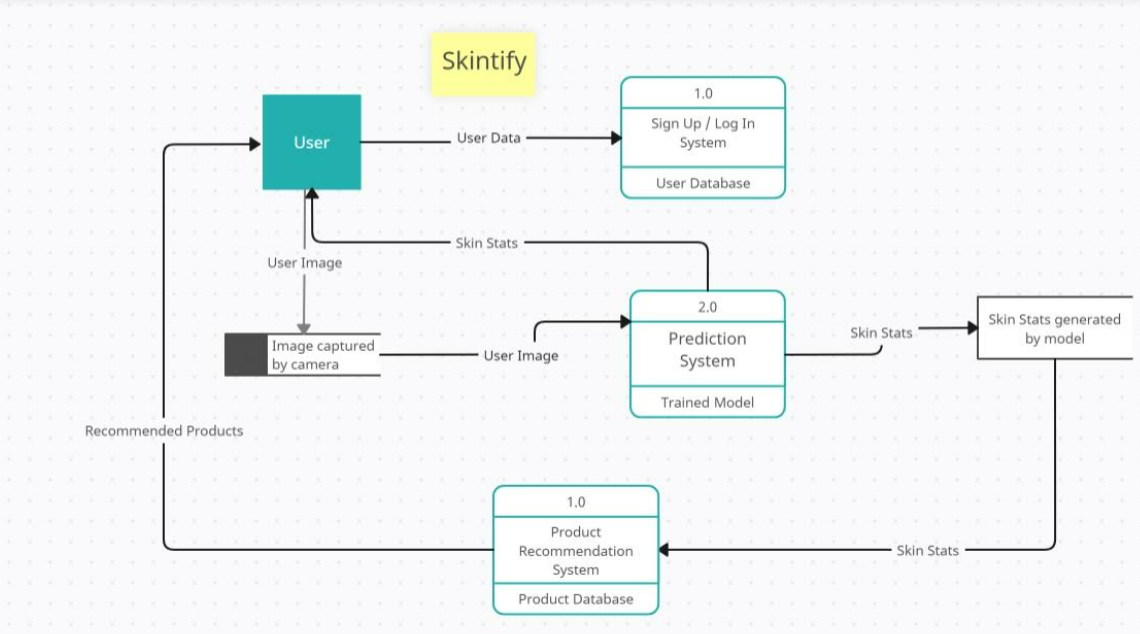 Skintify
1.0
User
User Data
Sign Up / Log In
System
User Database
Skin Stats
User Image
2.0
Image captured
by camera
User Image
Prediction
System
Trained Model
Skin Stats
Skin Stats generated
by model
Recommended Products
1.0
Product
Recommendation
System
Product Database
Skin Stats